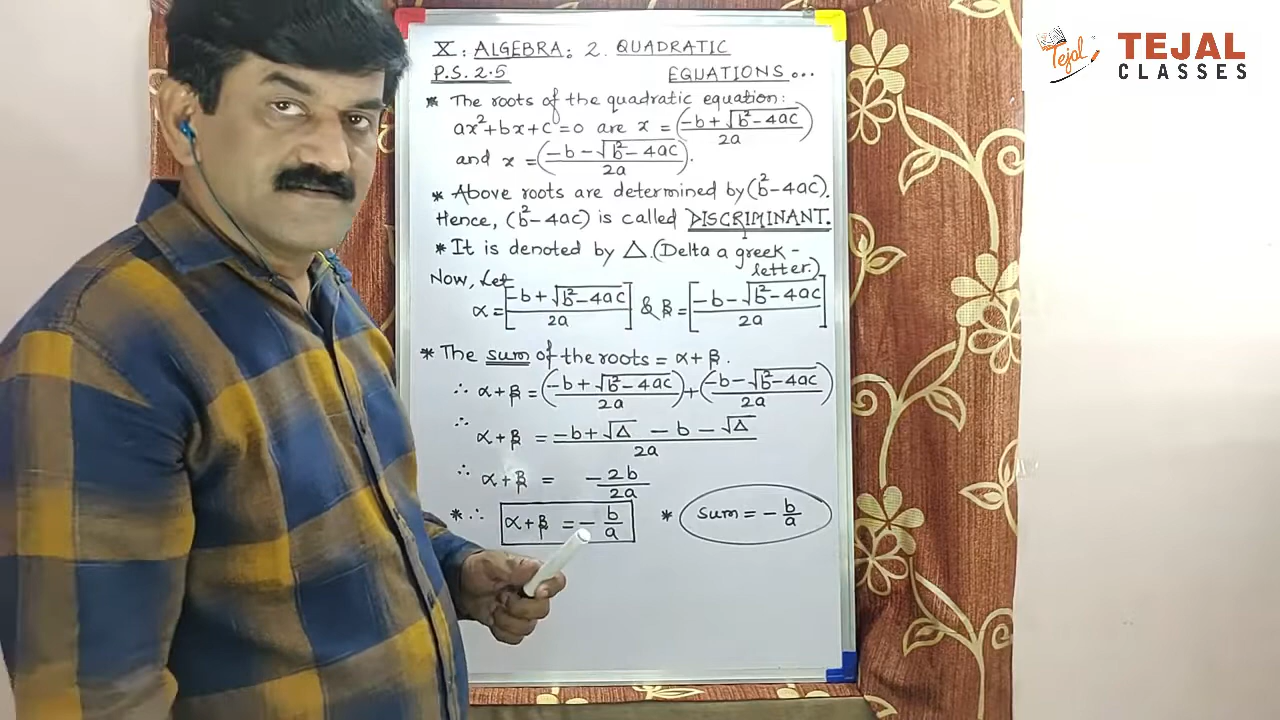 X : ALGEBRA : 2. QUADRATIC
P.S. 2.5 EQUATIONS...
* The roots of the quadratic equation:
ax²+bx+c=0 are x = (-b+√b²-4ac / 2a)
and x = (-b-√b²-4ac / 2a).
* Above roots are determined by (b²-4ac).
Hence, (b²-4ac) is called DISCRIMINANT.
* It is denoted by △. (Delta a greek-
letter.)
Now, Let
α = [-b+√b²-4ac / 2a] & β = [-b-√b²-4ac / 2a]
* The sum of the roots = α+β.
∴ α+β = (-b+√b²-4ac / 2a) + (-b-√b²-4ac / 2a)
∴ α+β = -b+√△ -b-√△ / 2a
∴ α+β = -2b / 2a
* ∴ α+β = - b/a * sum = - b/a
Tejal TEJAL
CLASSES